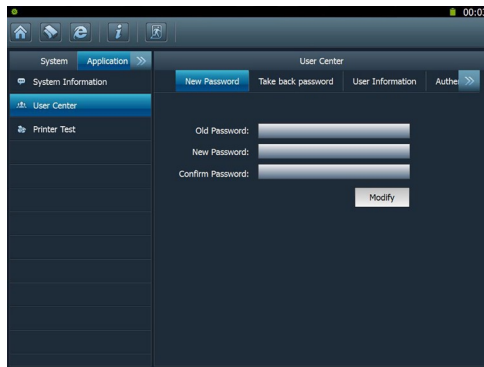 00:0
System Application User Center
New Password Take back password User Information
System Information
User Center
Printer Test
Old Password:
New Password:
Confirm Password:
Modify